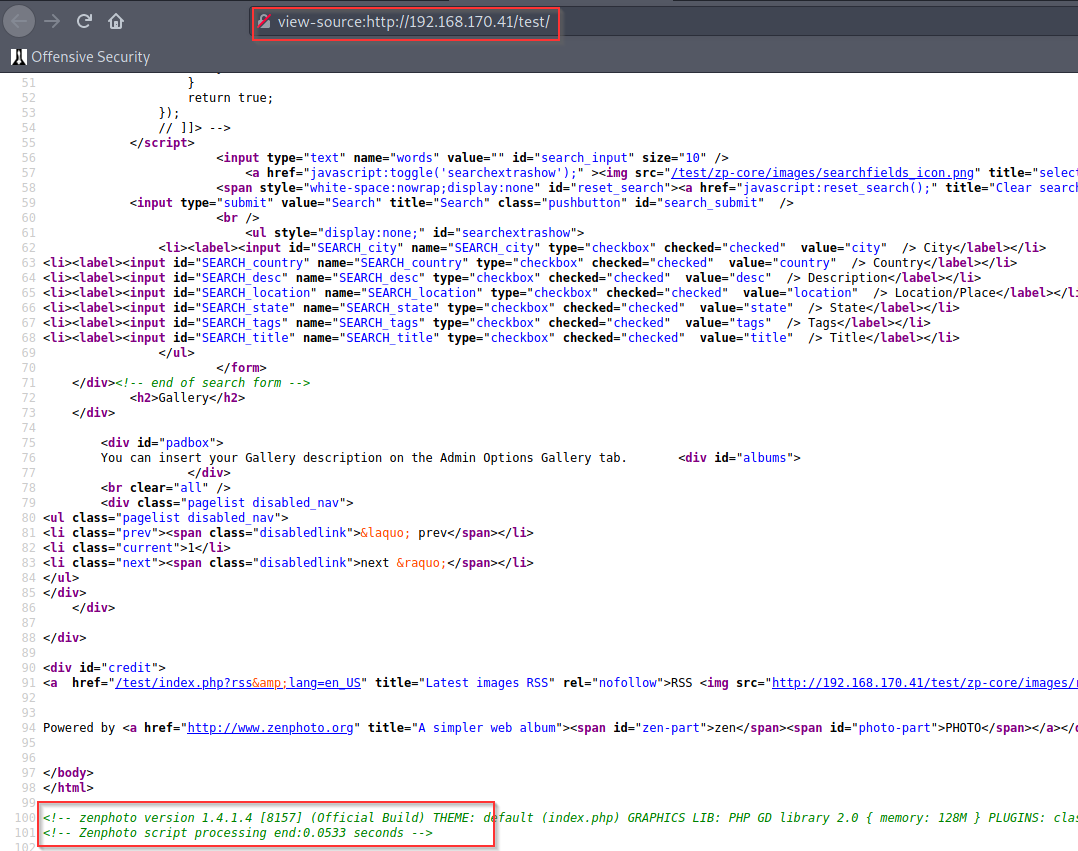 view-source:http://192.168.170.41/test/
Offensive Security
51 }
52 return true;
53 });
54 // ]]> -->
55 </script>
56 <input type="text" name="words" value="" id="search_input" size="10" />
57 <a href="javascript:toggle('searchextrashow');" ><img src="/test/zp-core/images/searchfields_icon.png" title="select
58 <span style="white-space:nowrap;display:none" id="reset_search"><a href="javascript:reset_search();" title="Clear search
59 <input type="submit" value="Search" title="Search" class="pushbutton" id="search_submit" />
60 <br />
61 <ul style="display:none;" id="searchextrashow">
62 <li><label><input id="SEARCH_city" name="SEARCH_city" type="checkbox" checked="checked" value="city" /> City</label></li>
63 <li><label><input id="SEARCH_country" name="SEARCH_country" type="checkbox" checked="checked" value="country" /> Country</label></li>
64 <li><label><input id="SEARCH_desc" name="SEARCH_desc" type="checkbox" checked="checked" value="desc" /> Description</label></li>
65 <li><label><input id="SEARCH_location" name="SEARCH_location" type="checkbox" checked="checked" value="location" /> Location/Place</label></li
66 <li><label><input id="SEARCH_state" name="SEARCH_state" type="checkbox" checked="checked" value="state" /> State</label></li>
67 <li><label><input id="SEARCH_tags" name="SEARCH_tags" type="checkbox" checked="checked" value="tags" /> Tags</label></li>
68 <li><label><input id="SEARCH_title" name="SEARCH_title" type="checkbox" checked="checked" value="title" /> Title</label></li>
69 </ul>
70 </form>
71 </div><!-- end of search form -->
72 <h2>Gallery</h2>
73 </div>
74
75 <div id="padbox">
76 You can insert your Gallery description on the Admin Options Gallery tab. <div id="albums">
77 </div>
78 <br clear="all" />
79 <div class="pagelist disabled_nav">
80 <ul class="pagelist disabled_nav">
81 <li class="prev"><span class="disabledlink">&laquo; prev</span></li>
82 <li class="current">1</li>
83 <li class="next"><span class="disabledlink">next &raquo;</span></li>
84 </ul>
85 </div>
86 </div>
87
88 </div>
89
90 <div id="credit">
91 <a href="/test/index.php?rss&amp;lang=en_US" title="Latest images RSS" rel="nofollow">RSS <img src="http://192.168.170.41/test/zp-core/images/r
92
93
94 Powered by <a href="http://www.zenphoto.org" title="A simpler web album"><span id="zen-part">zen</span><span id="photo-part">PHOTO</span></a></d
95
96
97 </body>
98 </html>
99
100 <!-- zenphoto version 1.4.1.4 [8157] (Official Build) THEME: default (index.php) GRAPHICS LIB: PHP GD library 2.0 { memory: 128M } PLUGINS: clas
101 <!-- Zenphoto script processing end:0.0533 seconds -->
102